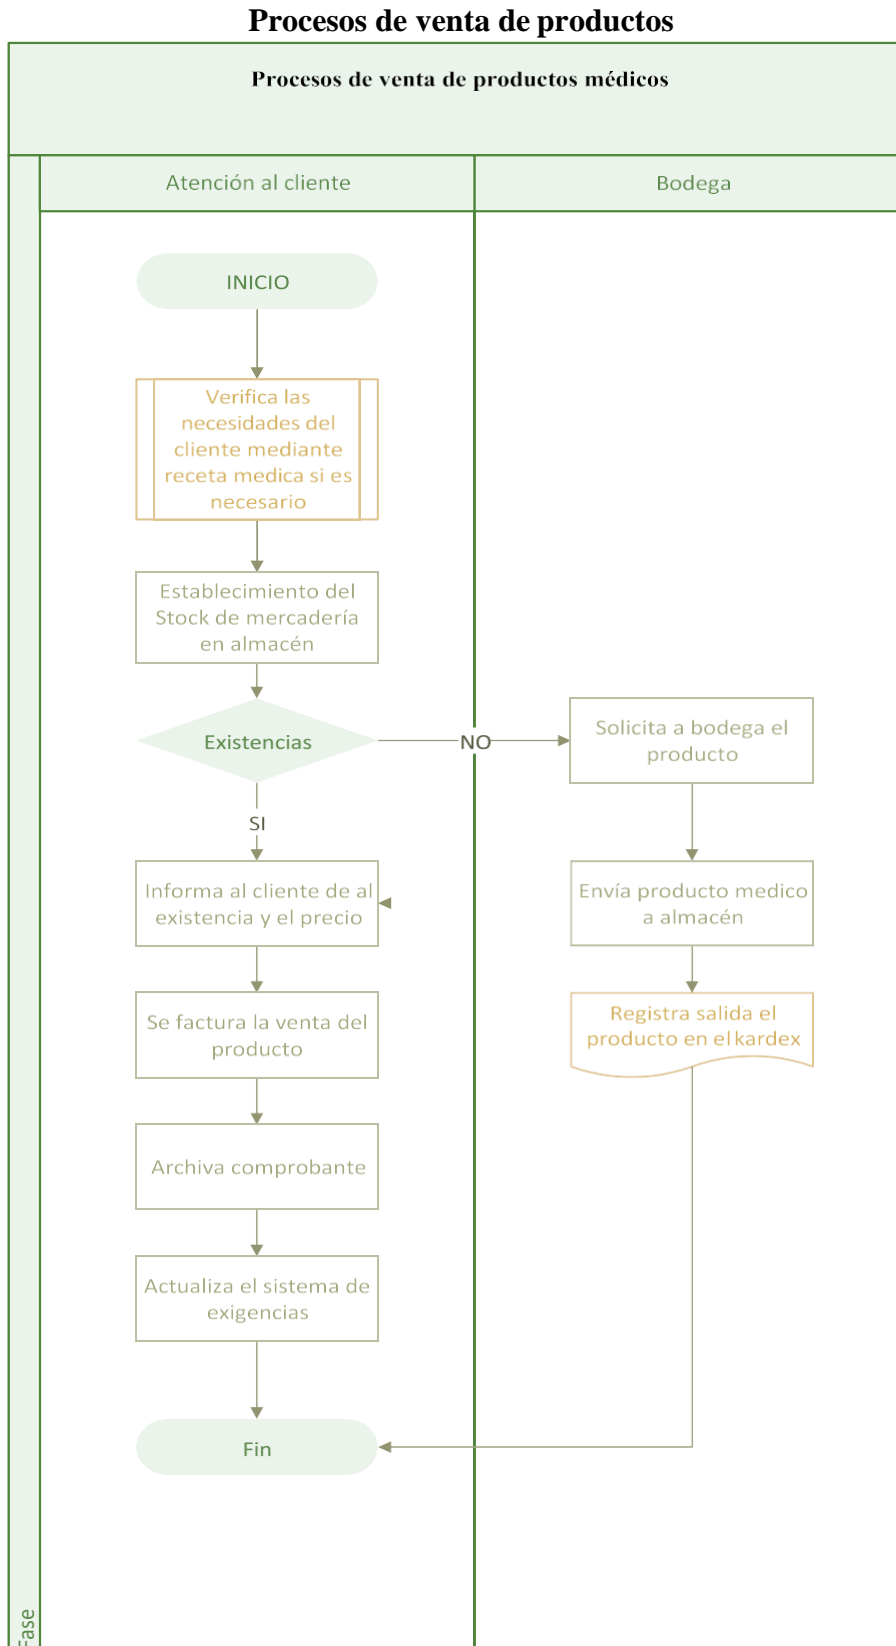 Procesos de venta de productos
Procesos de venta de productos médicos
Atención al cliente
Bodega
INICIO
Verifica las
necesidades del
cliente mediante
receta medica si es
necesario
Establecimiento del
Stock de mercadería
en almacén
Existencias
NO
Solicita a bodega el
producto
SI
Informa al cliente de al
existencia y el precio
Envía producto medico
a almacén
Se factura la venta del
producto
Registra salida el
producto en el kardex
Archiva comprobante
Actualiza el sistema de
exigencias
Fin
Fase